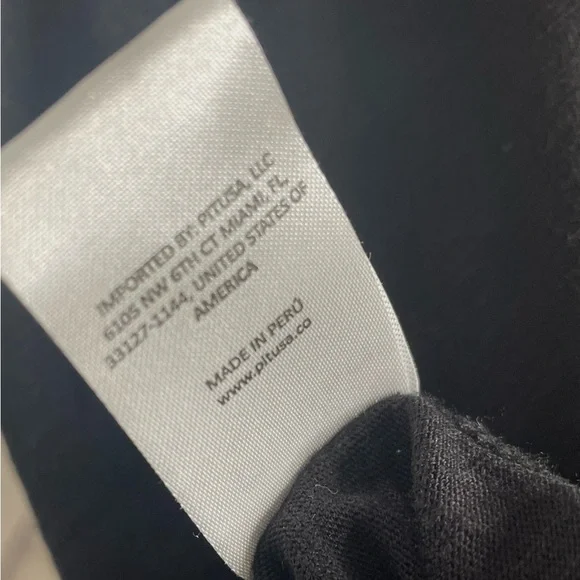 IMPORTED BY: PITUSA, LLC
6105 NW 6TH CT MIAMI, FL,
33127-1144, UNITED STATES OF
AMERICA
MADE IN PERÚ
www.pitusa.co